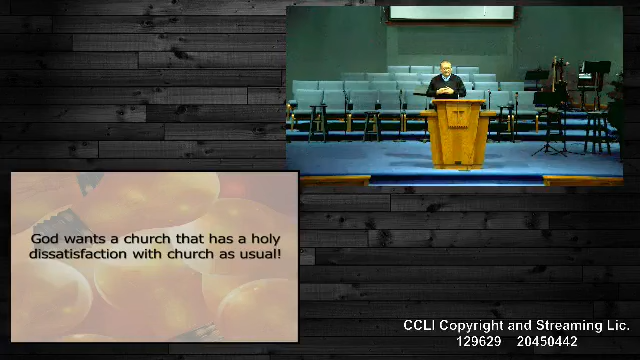 God wants a church that has a holy
dissatisfaction with church as usual!
CCLI Copyright and Streaming Lic.
129629 20450442